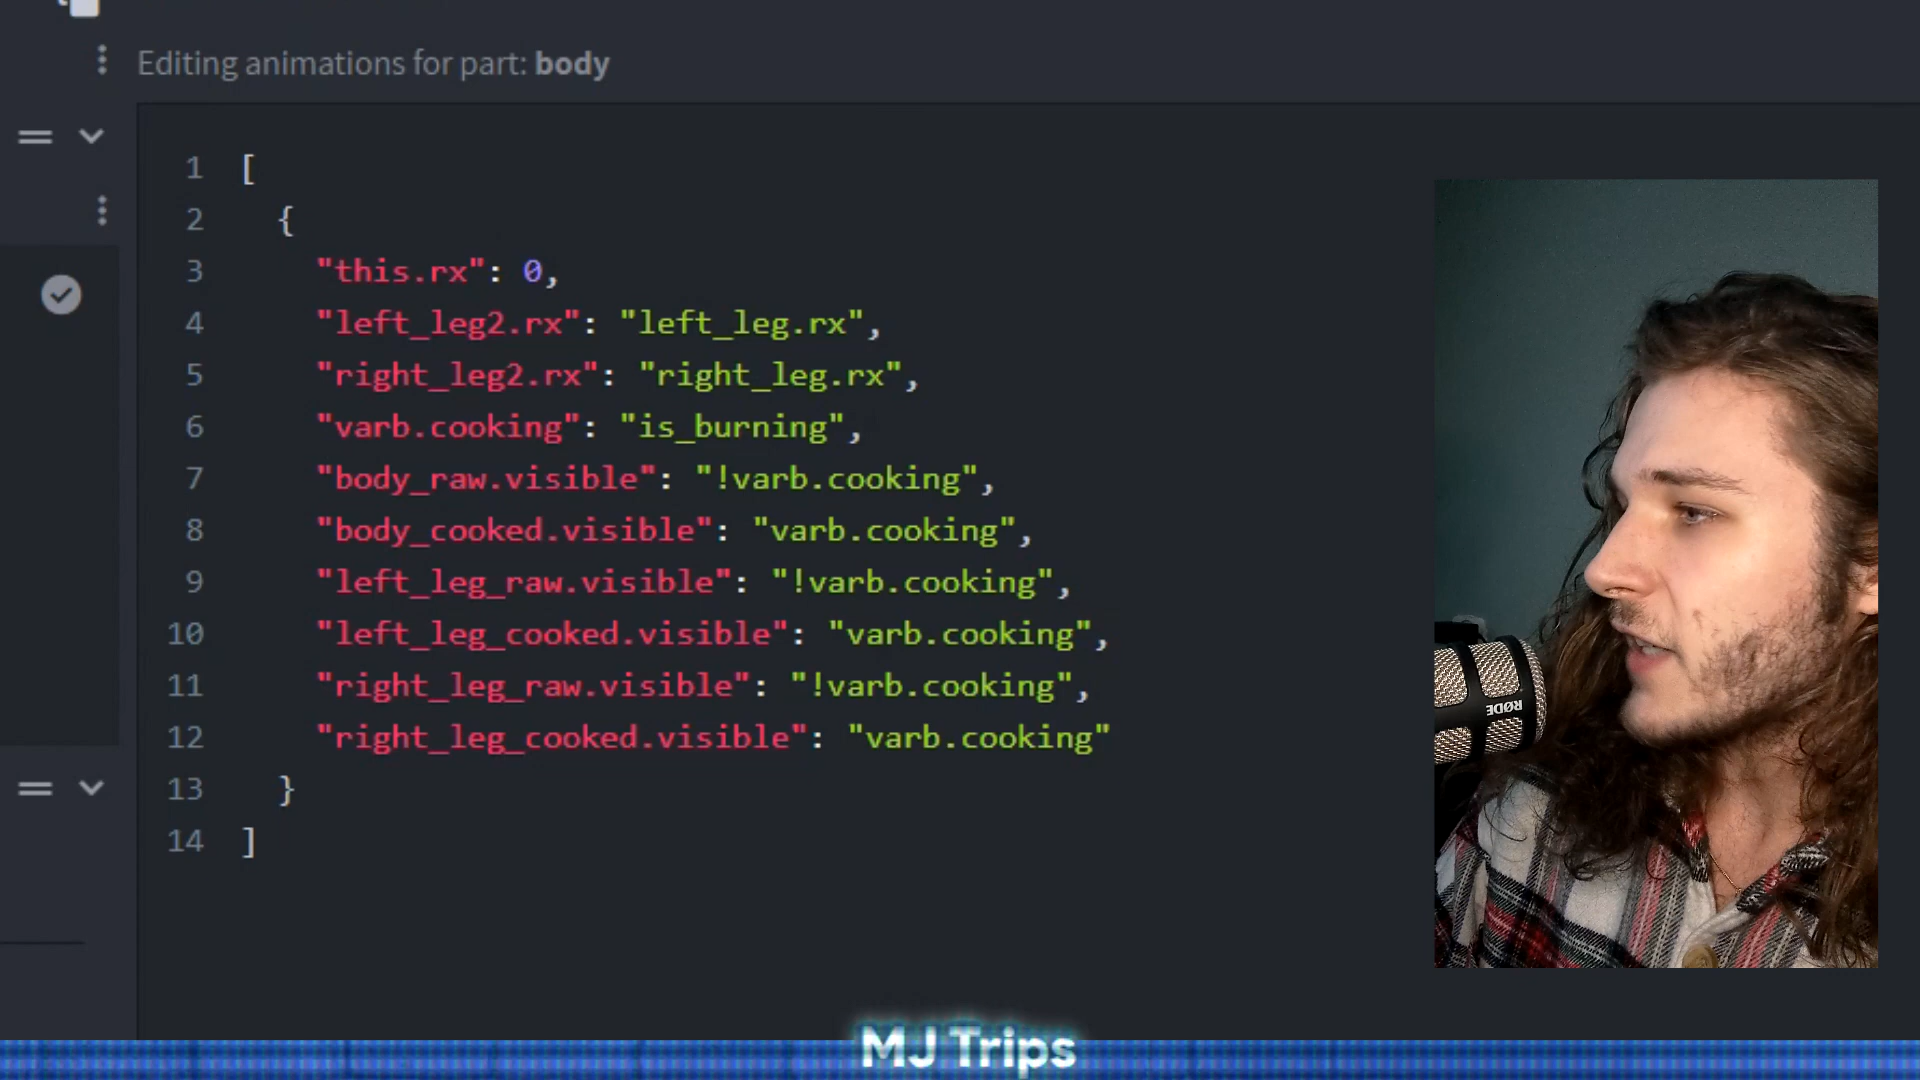 Editing animations for part: body
1 [
2 {
3 "this.rx": 0,
4 "left_leg2.rx": "left_leg.rx",
5 "right_leg2.rx": "right_leg.rx",
6 "varb.cooking": "is_burning",
7 "body_raw.visible": "!varb.cooking",
8 "body_cooked.visible": "varb.cooking",
9 "left_leg_raw.visible": "!varb.cooking",
10 "left_leg_cooked.visible": "varb.cooking",
11 "right_leg_raw.visible": "!varb.cooking",
12 "right_leg_cooked.visible": "varb.cooking"
13 }
14 ]
RØDE
MJ Trips